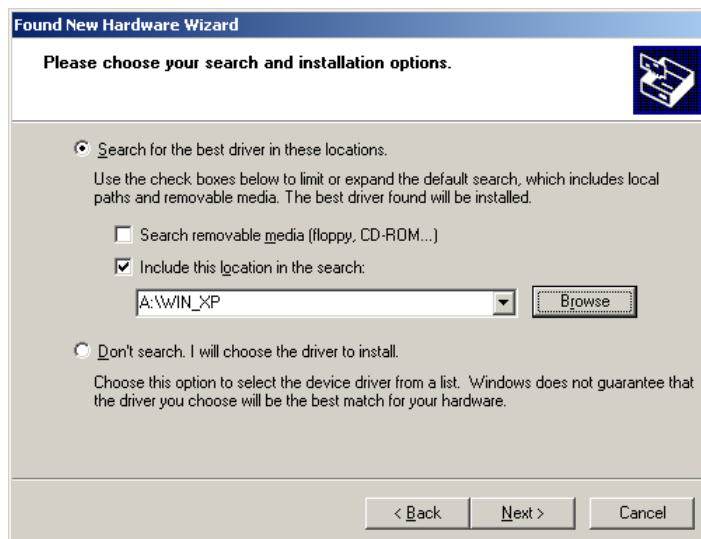 Found New Hardware Wizard
Please choose your search and installation options.
Search for the best driver in these locations.
Use the check boxes below to limit or expand the default search, which includes local
paths and removable media. The best driver found will be installed.
Search removable media (floppy, CD-ROM...)
Include this location in the search:
A:\WIN_XP
Browse
Don't search. I will choose the driver to install.
Choose this option to select the device driver from a list. Windows does not guarantee that
the driver you choose will be the best match for your hardware.
< Back Next > Cancel